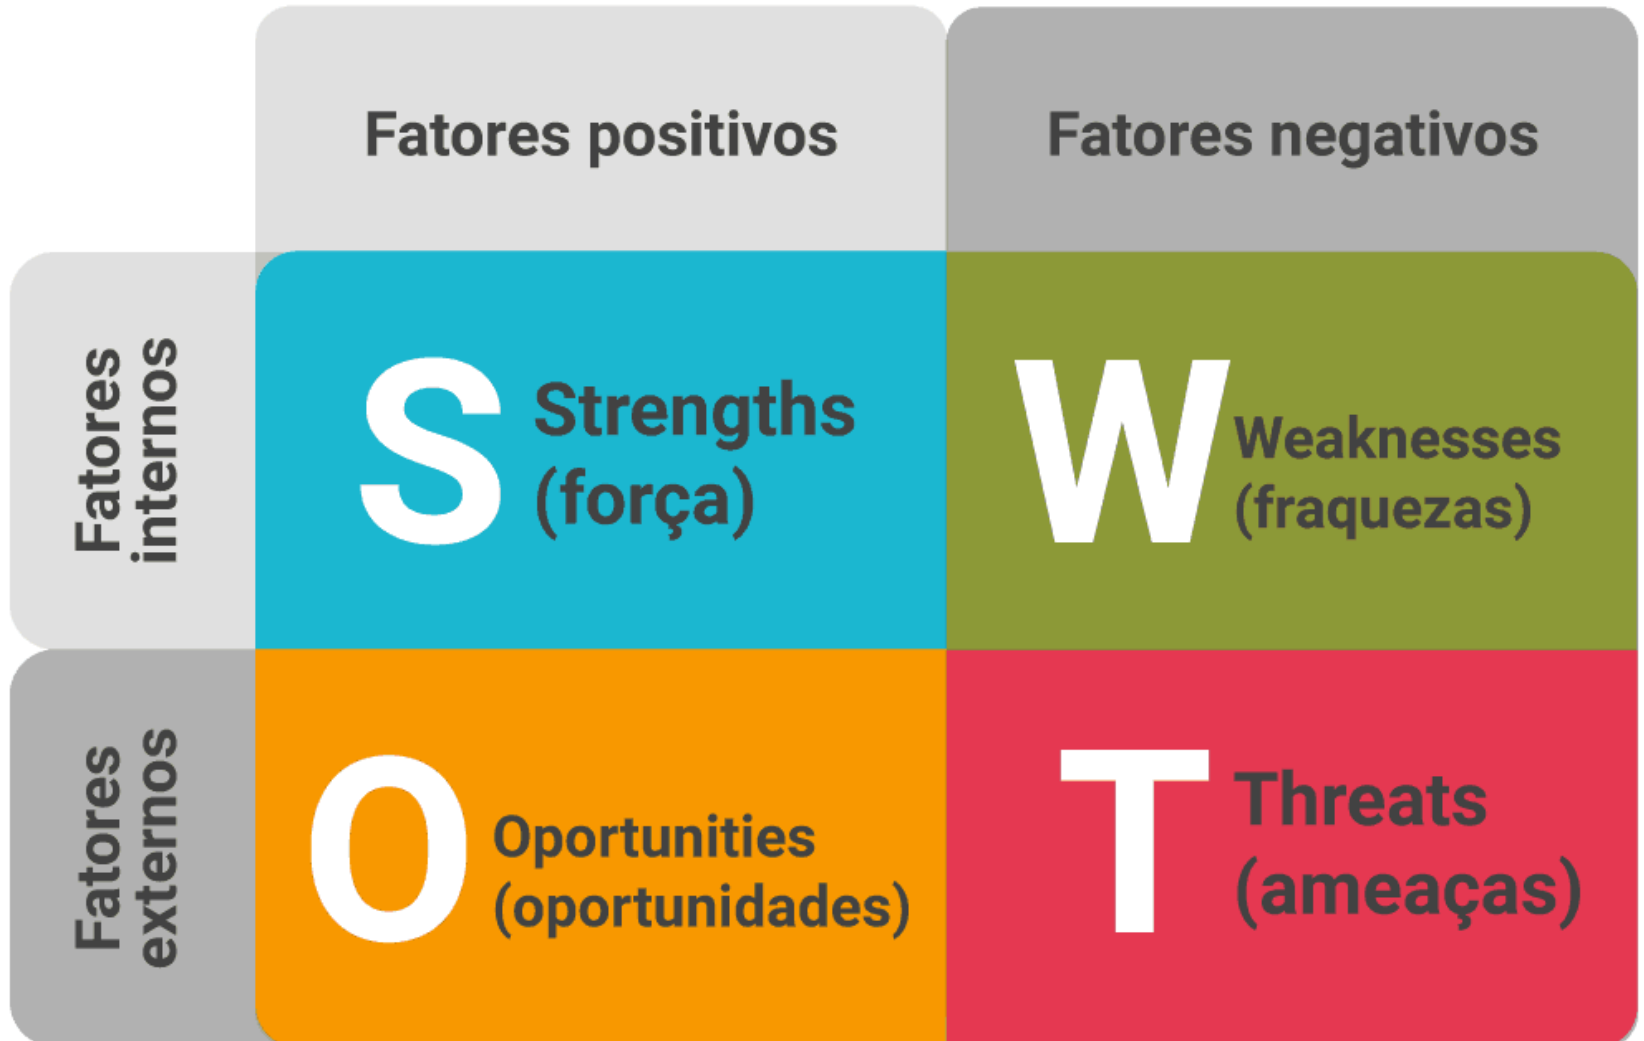 Fatores positivos
Fatores negativos
Fatores
internos
S
Strengths
(força)
W
Weaknesses
(fraquezas)
Fatores
externos
O
Oportunities
(oportunidades)
T
Threats
(ameaças)